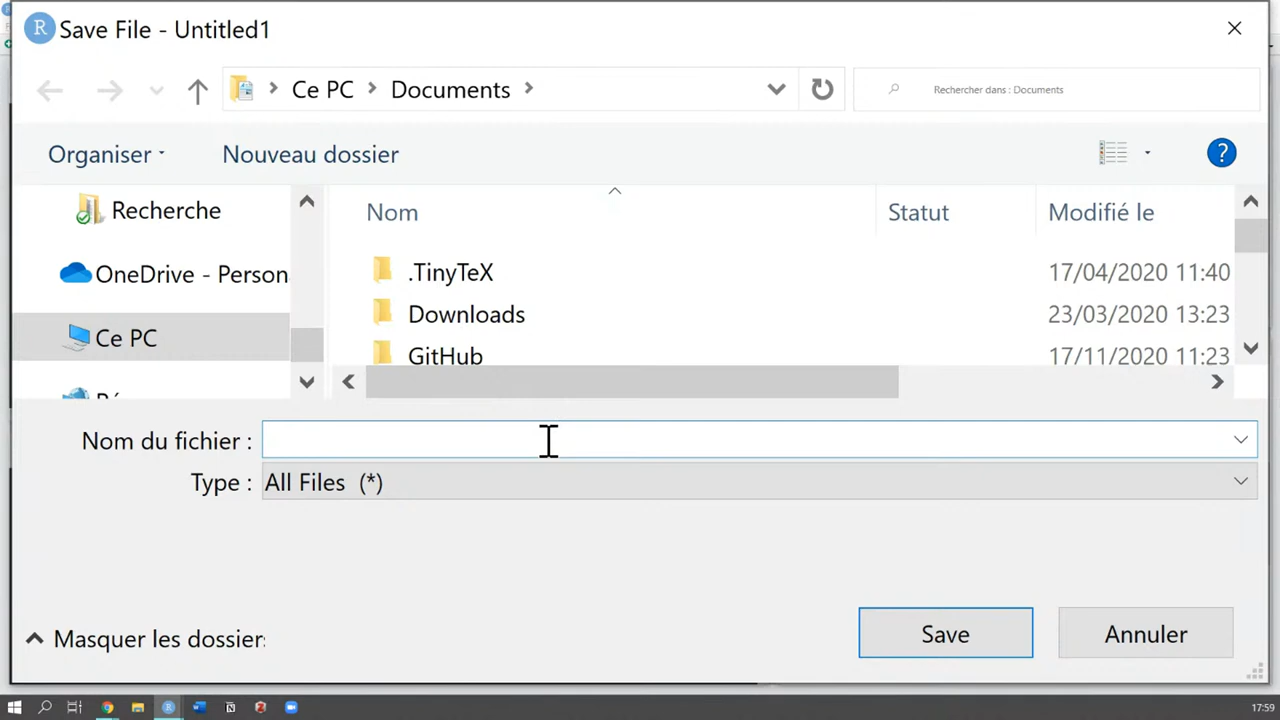 R Save File - Untitled1
Ce PC Documents
Rechercher dans : Documents
Organiser
Nouveau dossier
?
Recherche
OneDrive - Person
Ce PC
Nom
Statut
Modifié le
.TinyTeX
17/04/2020 11:40
Downloads
23/03/2020 13:23
GitHub
17/11/2020 11:23
Nom du fichier :
Type :
All Files (*)
Masquer les dossier
Save
Annuler
17:59